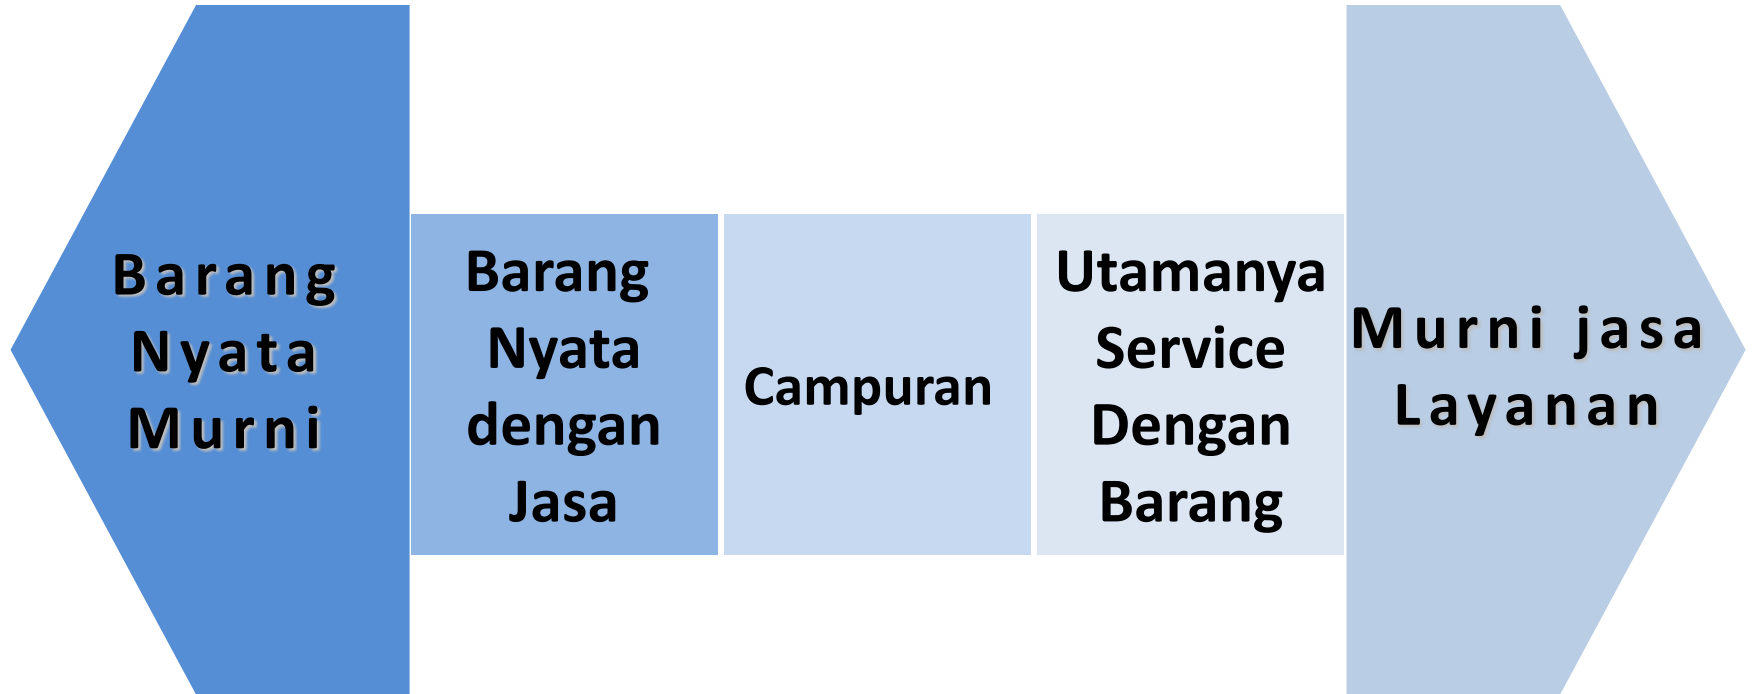 Barang
Nyata
Murni
Barang
Nyata
dengan
Jasa
Campuran
Utamanya
Service
Dengan
Barang
Murni jasa
Layanan